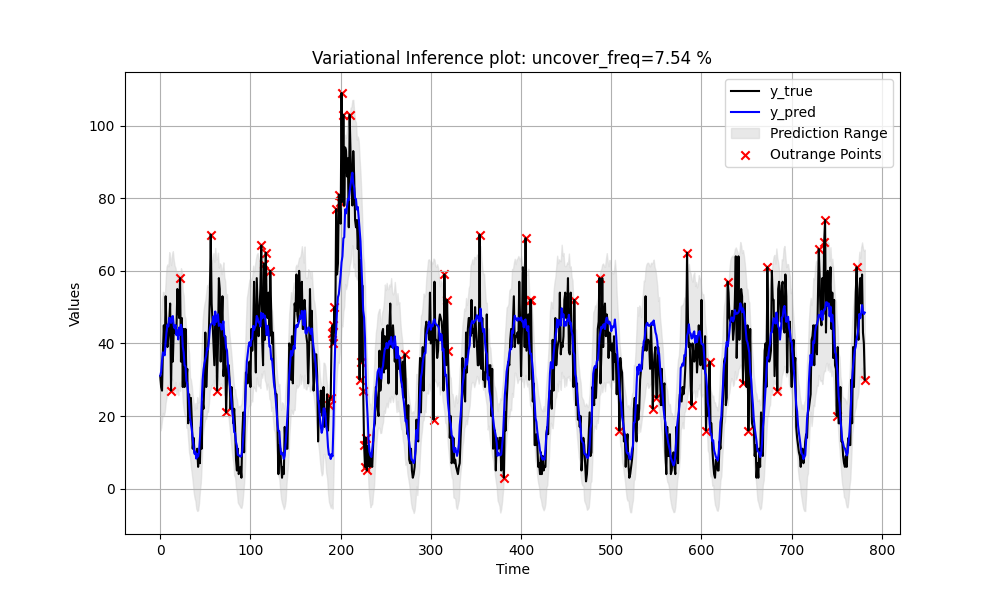 Variational Inference plot: uncover_freq=7.54 %
y_true
y_pred
Prediction Range
Outrange Points
Values
100
80
60
40
20
0
0 100 200 300 400 500 600 700 800
Time